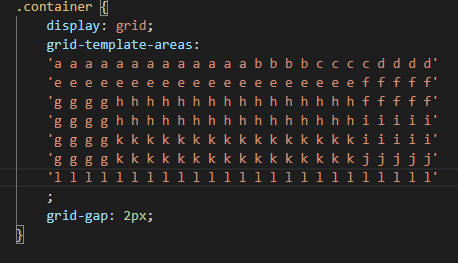 .container {
display: grid;
grid-template-areas:
'a a a a a a a a a a a a a b b b b c c c c d d d d'
'e e e e e e e e e e e e e e e e e e e e f f f f f'
'g g g g h h h h h h h h h h h h h h h h f f f f f'
'g g g g h h h h h h h h h h h h h h h h i i i i i'
'g g g g k k k k k k k k k k k k k k k k i i i i i'
'g g g g k k k k k k k k k k k k k k k k j j j j j'
'l l l l l l l l l l l l l l l l l l l l l l l l l'
;
grid-gap: 2px;
}